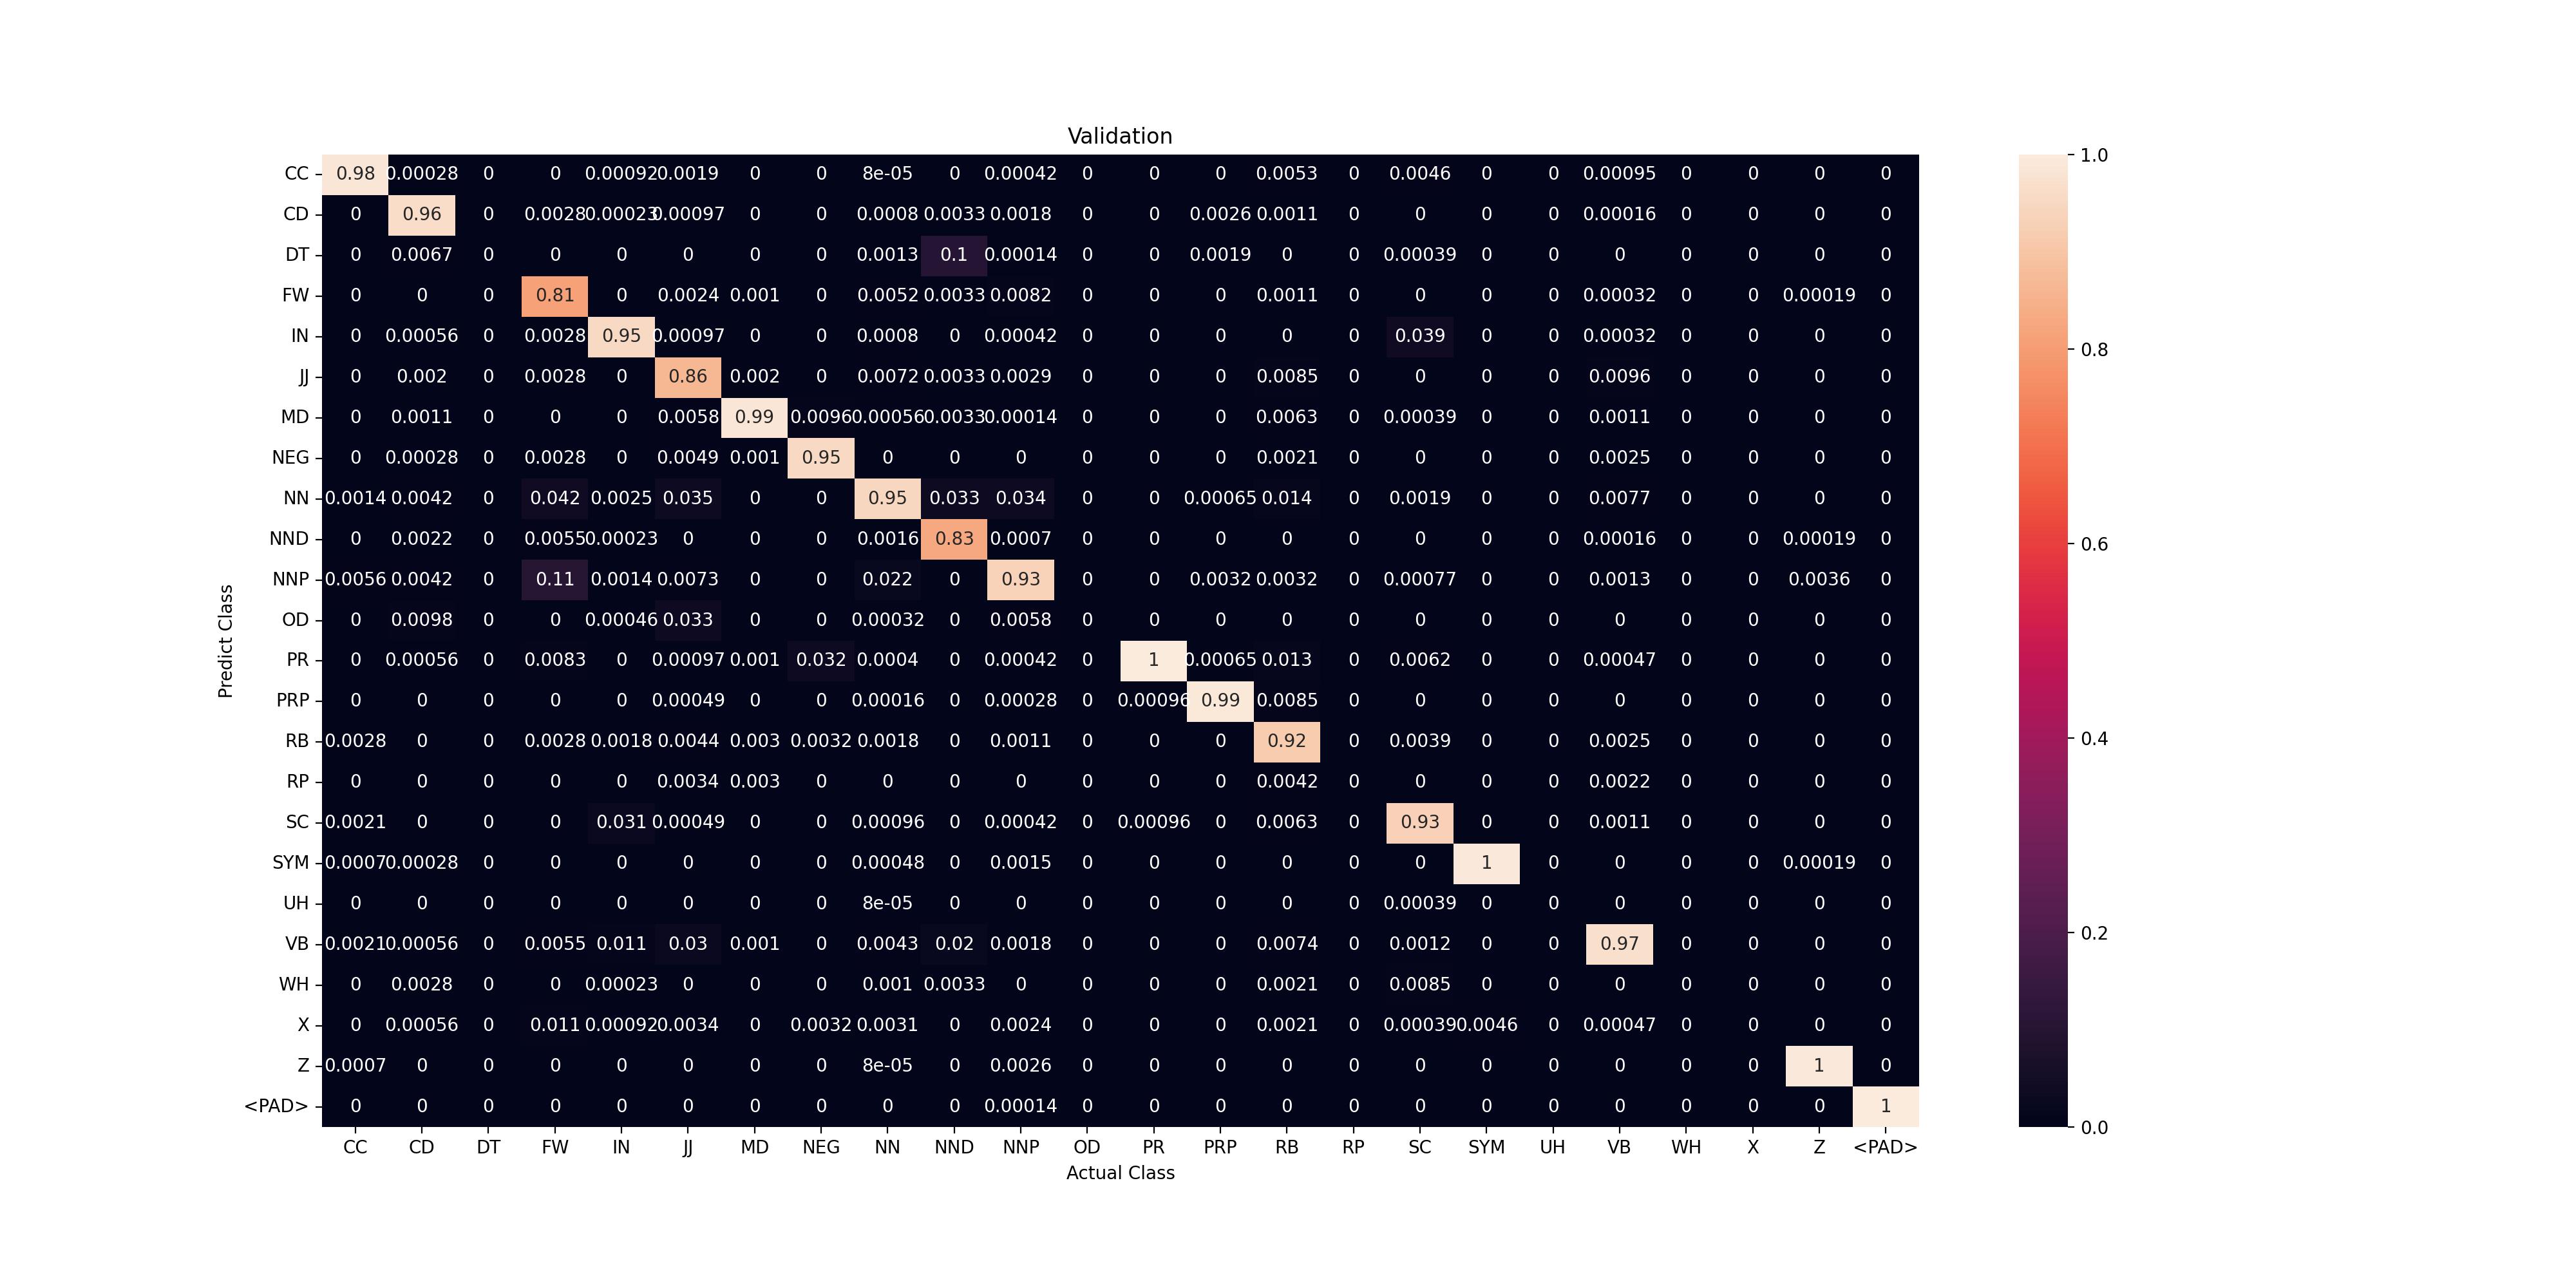 Validation
CC 0.98 0.00028 0 0 0.00092 0.0019 0 0 8e-05 0 0.00042 0 0 0 0.0053 0 0.0046 0 0 0.00095 0 0 0 0 1.0
CD 0 0.96 0 0.0028 0.00023 0.00097 0 0 0.0008 0.0033 0.0018 0 0 0.0026 0.0011 0 0 0 0 0.00016 0 0 0 0
DT 0 0.0067 0 0 0 0 0 0 0.0013 0.1 0.00014 0 0 0.0019 0 0 0.00039 0 0 0 0 0 0 0
FW 0 0 0 0.81 0 0.0024 0.001 0 0.0052 0.0033 0.0082 0 0 0 0.0011 0 0 0 0 0.00032 0 0 0.00019 0
IN 0 0.00056 0 0.0028 0.95 0.00097 0 0 0.0008 0 0.00042 0 0 0 0 0 0.039 0 0 0.00032 0 0 0 0
0.8
JJ 0 0.002 0 0.0028 0 0.86 0.002 0 0.0072 0.0033 0.0029 0 0 0 0.0085 0 0 0 0 0.0096 0 0 0 0
MD 0 0.0011 0 0 0 0.0058 0.99 0.0096 0.00056 0.0033 0.00014 0 0 0 0.0063 0 0.00039 0 0 0.0011 0 0 0 0
NEG 0 0.00028 0 0.0028 0 0.0049 0.001 0.95 0 0 0 0 0 0 0.0021 0 0 0 0 0.0025 0 0 0 0
NN 0.0014 0.0042 0 0.042 0.0025 0.035 0 0 0.95 0.033 0.034 0 0 0.00065 0.014 0 0.0019 0 0 0.0077 0 0 0 0
NND 0 0.0022 0 0.0055 0.00023 0 0 0 0.0016 0.83 0.0007 0 0 0 0 0 0 0 0 0.00016 0 0 0.00019 0
0.6
NNP 0.0056 0.0042 0 0.11 0.0014 0.0073 0 0 0.022 0 0.93 0 0 0.0032 0.0032 0 0.00077 0 0 0.0013 0 0 0.0036 0
OD 0 0.0098 0 0 0.00046 0.033 0 0 0.00032 0 0.0058 0 0 0 0 0 0 0 0 0 0 0 0 0
Predict Class
PR 0 0.00056 0 0.0083 0 0.00097 0.001 0.032 0.0004 0 0.00042 0 1 0.00065 0.013 0 0.0062 0 0 0.00047 0 0 0 0
PRP 0 0 0 0 0 0.00049 0 0 0.00016 0 0.00028 0 0.00096 0.99 0.0085 0 0 0 0 0 0 0 0 0
RB 0.0028 0 0 0.0028 0.0018 0.0044 0.003 0.0032 0.0018 0 0.0011 0 0 0 0.92 0 0.0039 0 0 0.0025 0 0 0 0
0.4
RP 0 0 0 0 0 0.0034 0.003 0 0 0 0 0 0 0 0.0042 0 0 0 0 0.0022 0 0 0 0
SC 0.0021 0 0 0 0.031 0.00049 0 0 0.00096 0 0.00042 0 0.00096 0 0.0063 0 0.93 0 0 0.0011 0 0 0 0
SYM 0.0007 0.00028 0 0 0 0 0 0 0.00048 0 0.0015 0 0 0 0 0 0 1 0 0 0 0 0.00019 0
UH 0 0 0 0 0 0 0 0 8e-05 0 0 0 0 0 0 0 0.00039 0 0 0 0 0 0 0
VB 0.0021 0.00056 0 0.0055 0.011 0.03 0.001 0 0.0043 0.02 0.0018 0 0 0 0.0074 0 0.0012 0 0 0.97 0 0 0 0
0.2
WH 0 0.0028 0 0 0.00023 0 0 0 0.001 0.0033 0 0 0 0 0.0021 0 0.0085 0 0 0 0 0 0 0
X 0 0.00056 0 0.011 0.00092 0.0034 0 0.0032 0.0031 0 0.0024 0 0 0 0.0021 0 0.00039 0.0046 0 0.00047 0 0 0 0
Z 0.0007 0 0 0 0 0 0 0 8e-05 0 0.0026 0 0 0 0 0 0 0 0 0 0 0 1 0
<PAD> 0 0 0 0 0 0 0 0 0 0 0.00014 0 0 0 0 0 0 0 0 0 0 0 0 1
0.0
CC CD DT FW IN JJ MD NEG NN NND NNP OD PR PRP RB RP SC SYM UH VB WH X Z <PAD>
Actual Class